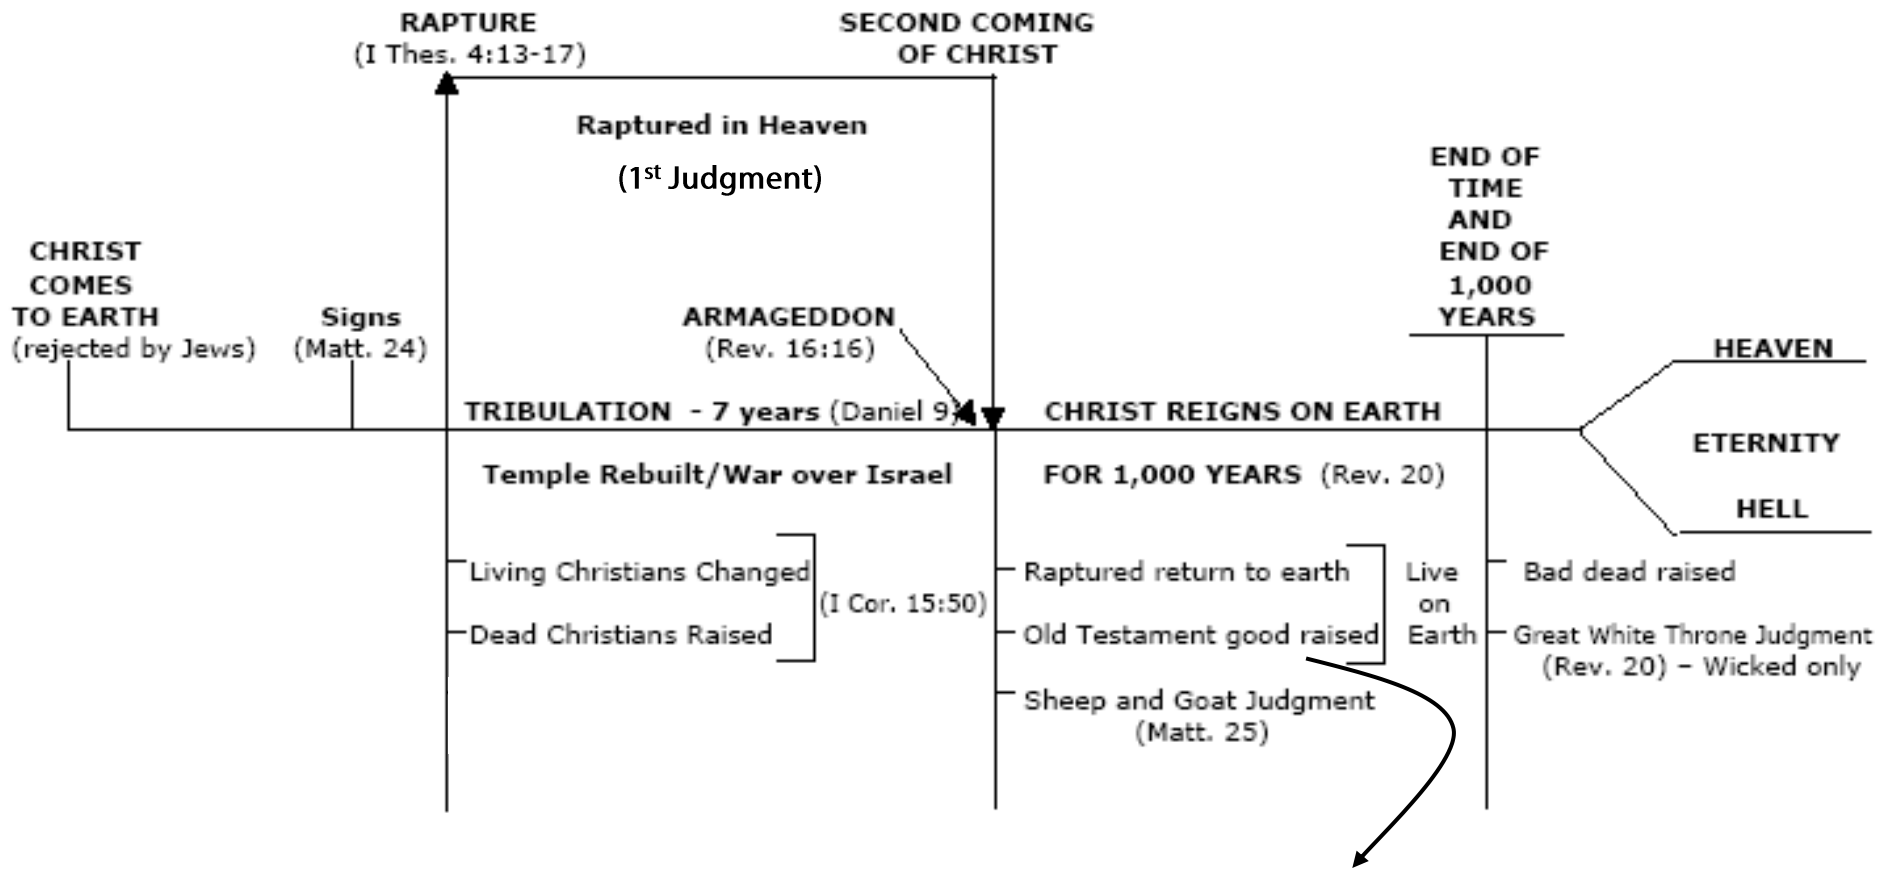 RAPTURE
(I Thes. 4:13-17)
SECOND COMING
OF CHRIST
Raptured in Heaven
(1st Judgment)
END OF
TIME
AND
END OF
1,000
YEARS
CHRIST
COMES
TO EARTH
(rejected by Jews)
Signs
(Matt. 24)
ARMAGEDDON
(Rev. 16:16)
HEAVEN
TRIBULATION - 7 years (Daniel 9)
CHRIST REIGNS ON EARTH
ETERNITY
Temple Rebuilt/War over Israel
FOR 1,000 YEARS (Rev. 20)
HELL
Living Christians Changed
Dead Christians Raised
(I Cor. 15:50)
Raptured return to earth
Old Testament good raised
Live
on
Earth
Sheep and Goat Judgment
(Matt. 25)
Bad dead raised
Great White Throne Judgment
(Rev. 20) – Wicked only